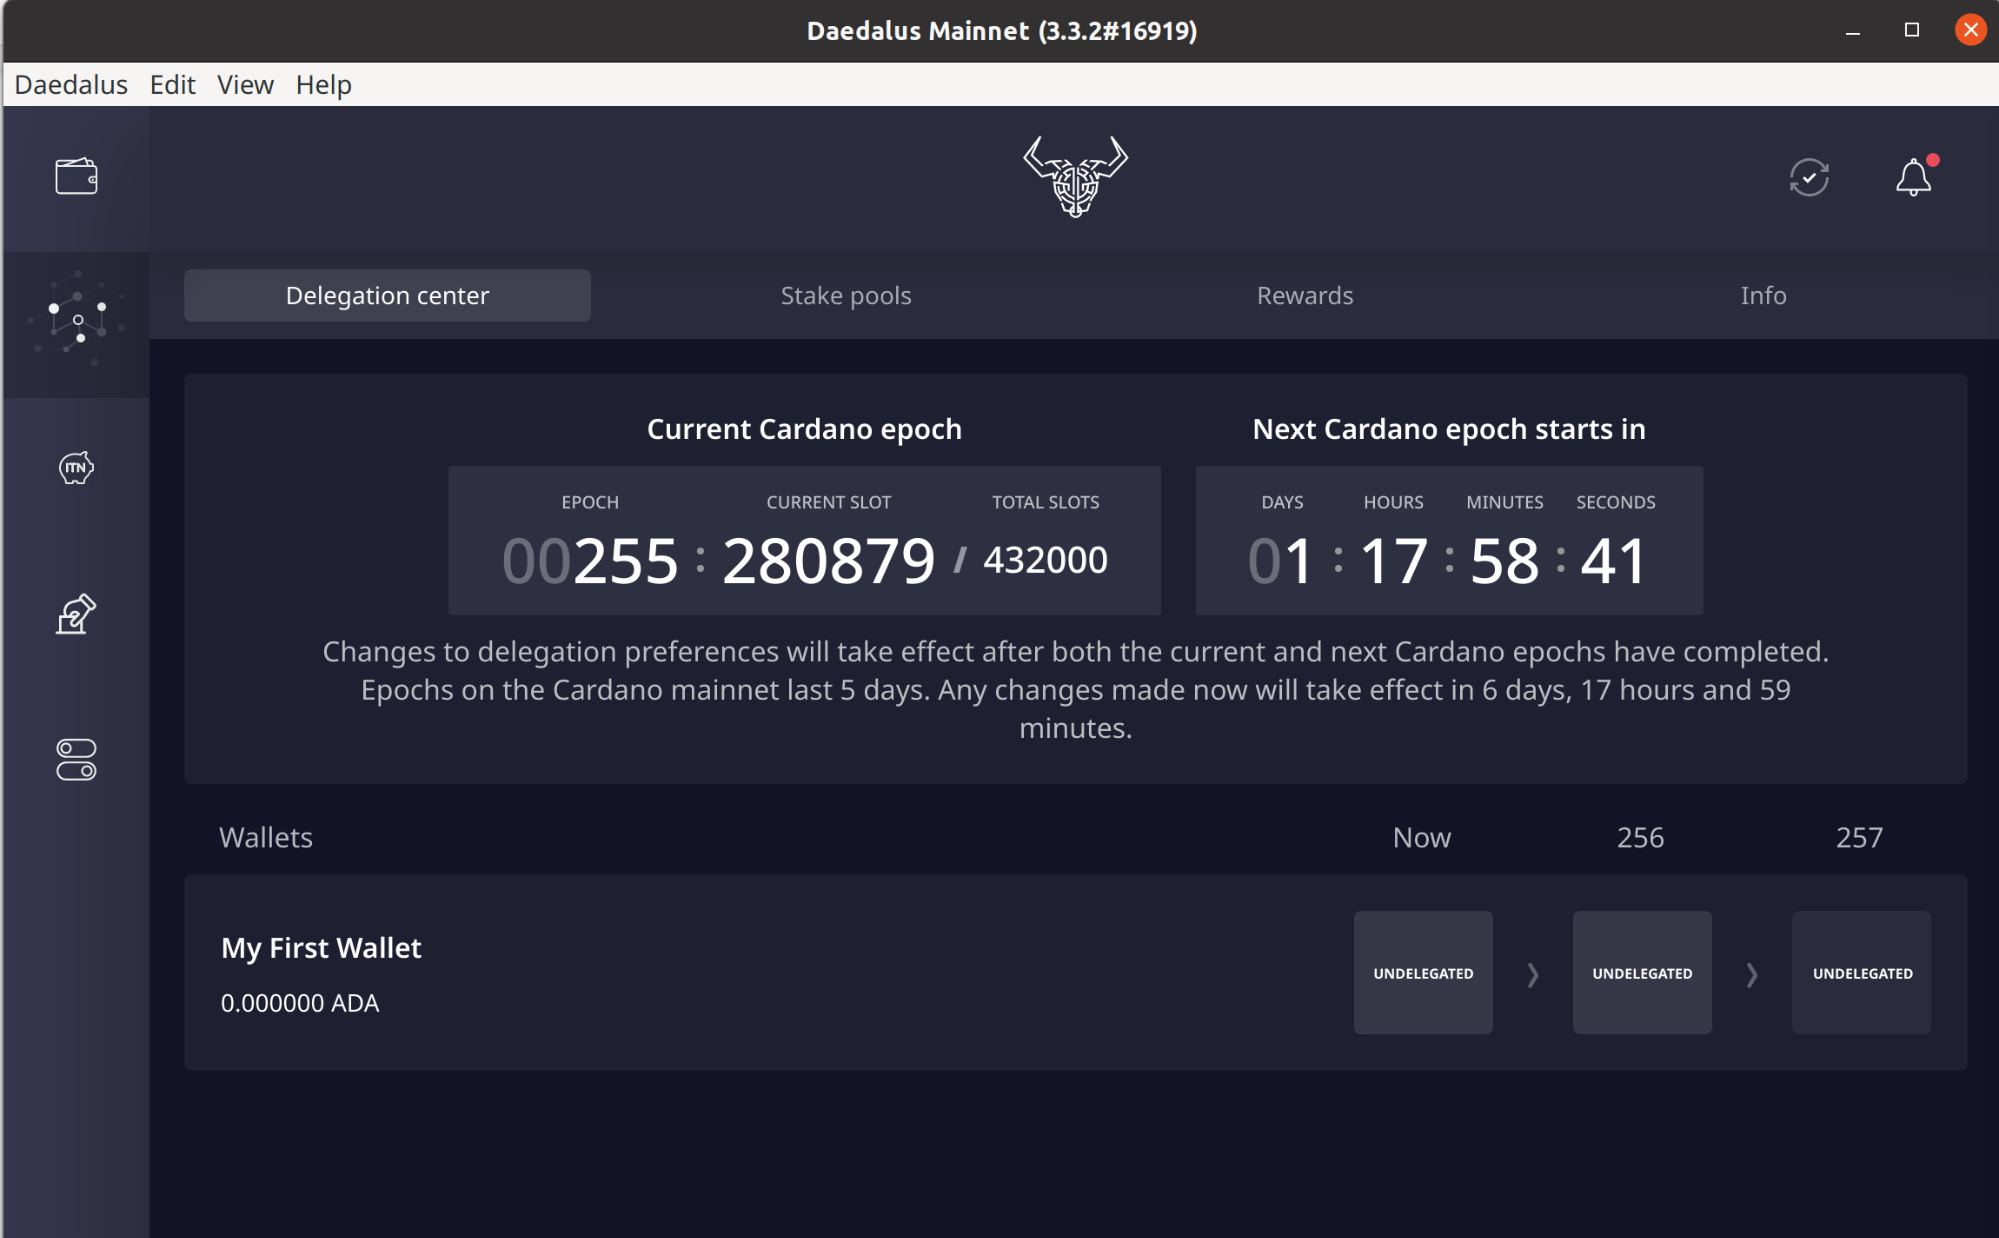 Daedalus Mainnet (3.3.2#16919)
Daedalus Edit View Help
Delegation center Stake pools Rewards Info
Current Cardano epoch Next Cardano epoch starts in
EPOCH CURRENT SLOT TOTAL SLOTS DAYS HOURS MINUTES SECONDS
00255 : 280879 / 432000 01 : 17 : 58 : 41
ITN
Changes to delegation preferences will take effect after both the current and next Cardano epochs have completed.
Epochs on the Cardano mainnet last 5 days. Any changes made now will take effect in 6 days, 17 hours and 59
minutes.
Wallets Now 256 257
My First Wallet
UNDELEGATED UNDELEGATED UNDELEGATED
0.000000 ADA